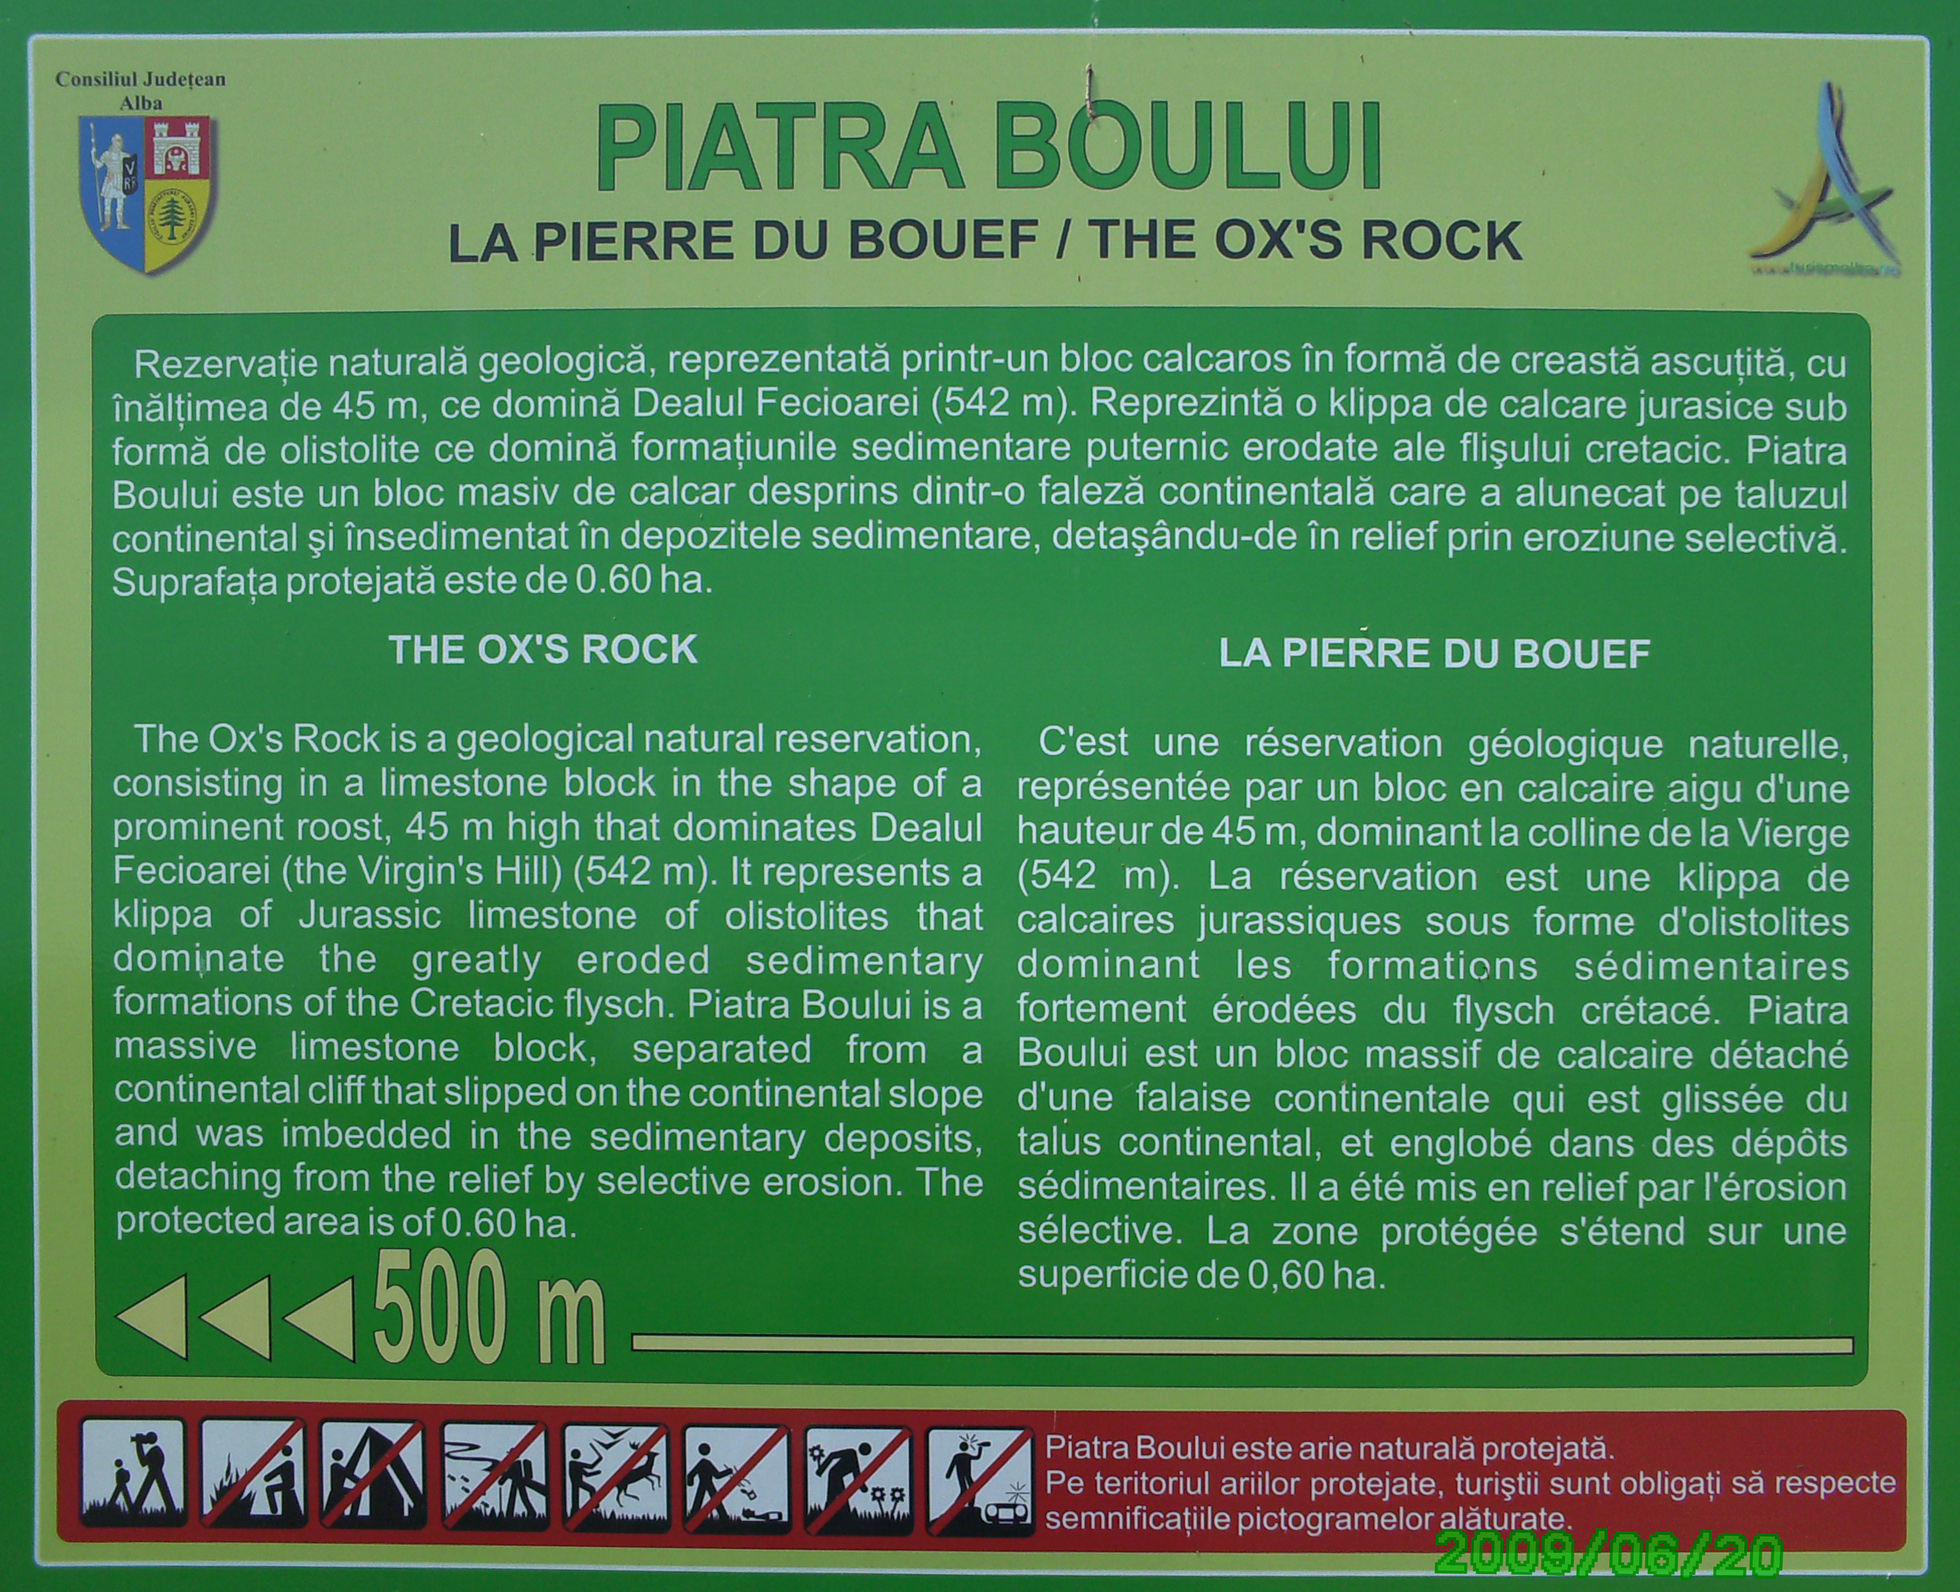 Consiliul Județean
Alba
PIATRA BOULUI
LA PIERRE DU BOUEF / THE OX'S ROCK
Rezervație naturală geologică, reprezentată printr-un bloc calcaros în formă de creastă ascuțită, cu
înălțimea de 45 m, ce domină Dealul Fecioarei (542 m). Reprezintă o klippa de calcare jurasice sub
formă de olistolite ce domină formațiunile sedimentare puternic erodate ale flişului cretacic. Piatra
Boului este un bloc masiv de calcar desprins dintr-o faleză continentală care a alunecat pe taluzul
continental şi însedimentat în depozitele sedimentare, detaşându-de în relief prin eroziune selectivă.
Suprafața protejată este de 0.60 ha.
THE OX'S ROCK
The Ox's Rock is a geological natural reservation,
consisting in a limestone block in the shape of a
prominent roost, 45 m high that dominates Dealul
Fecioarei (the Virgin's Hill) (542 m). It represents a
klippa of Jurassic limestone of olistolites that
dominate the greatly eroded sedimentary
formations of the Cretacic flysch. Piatra Boului is a
massive limestone block, separated from a
continental cliff that slipped on the continental slope
and was imbedded in the sedimentary deposits,
detaching from the relief by selective erosion. The
protected area is of 0.60 ha.
LA PIERRE DU BOUEF
C'est une réservation géologique naturelle,
représentée par un bloc en calcaire aigu d'une
hauteur de 45 m, dominant la colline de la Vierge
(542 m). La réservation est une klippa de
calcaires jurassiques sous forme d'olistolites
dominant les formations sédimentaires
fortement érodées du flysch crétacé. Piatra
Boului est un bloc massif de calcaire détaché
d'une falaise continentale qui est glissée du
talus continental, et englobé dans des dépôts
sédimentaires. Il a été mis en relief par l'érosion
sélective. La zone protégée s'étend sur une
superficie de 0,60 ha.
500 m
Piatra Boului este arie naturală protejată.
Pe teritoriul ariilor protejate, turiştii sunt obligați să respecte
semnificațiile pictogramelor alăturate.
2009/06/20